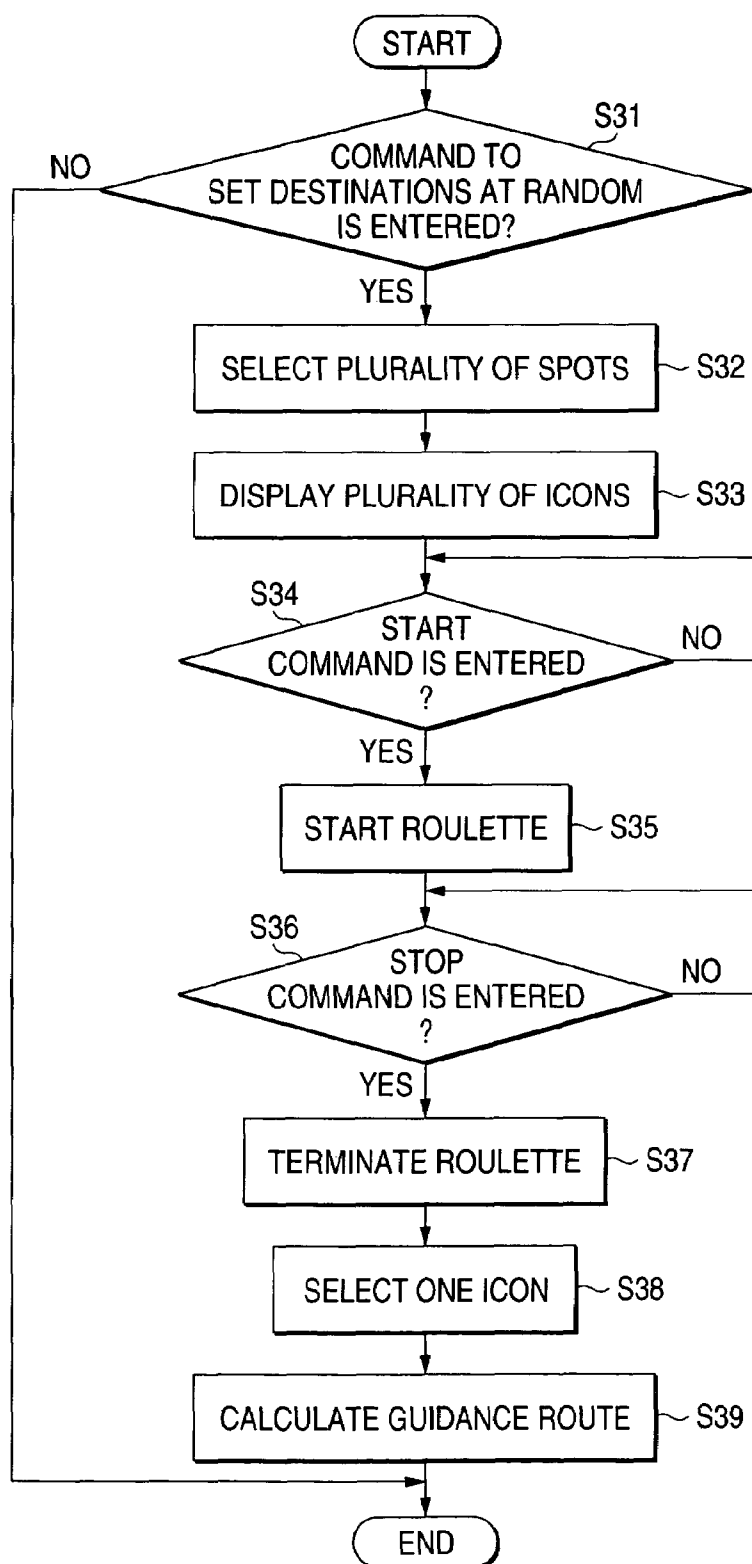 START
S31
NO
COMMAND TO
SET DESTINATIONS AT RANDOM
IS ENTERED?
YES
SELECT PLURALITY OF SPOTS
S32
DISPLAY PLURALITY OF ICONS
S33
S34
START
COMMAND IS ENTERED
?
NO
YES
START ROULETTE
S35
S36
STOP
COMMAND IS ENTERED
?
NO
YES
TERMINATE ROULETTE
S37
SELECT ONE ICON
S38
CALCULATE GUIDANCE ROUTE
S39
END